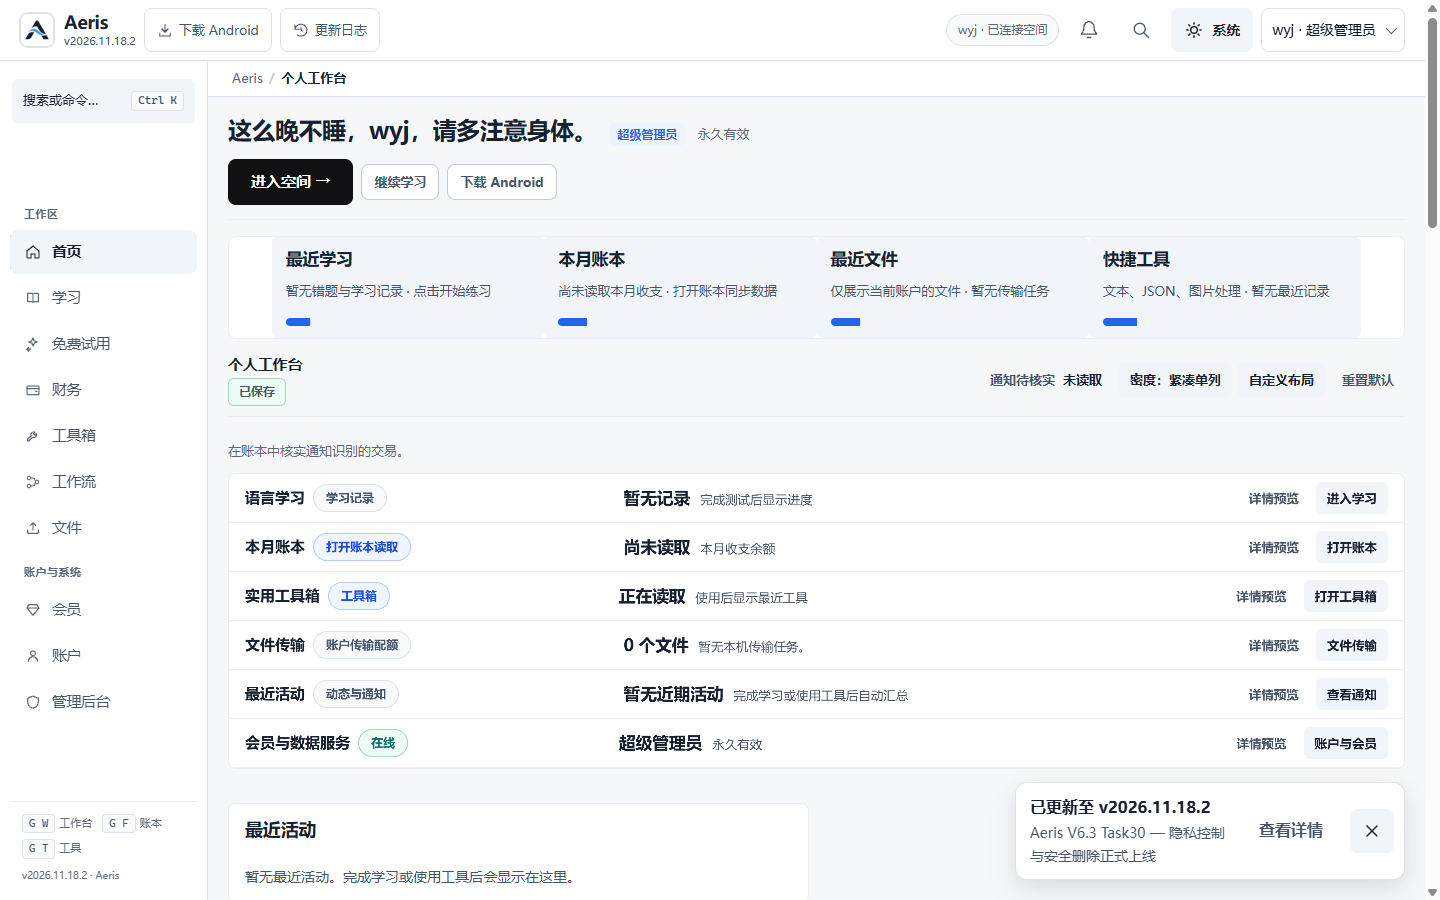 Aeris
v2026.11.18.2
下载 Android
更新日志
wyj · 已连接空间
系统
wyj · 超级管理员
搜索或命令...
Ctrl K
Aeris / 个人工作台
工作区
首页
学习
免费试用
财务
工具箱
工作流
文件
账户与系统
会员
账户
管理后台
G W 工作台 G F 账本
G T 工具
v2026.11.18.2 · Aeris
这么晚不睡，wyj，请多注意身体。 超级管理员 永久有效
进入空间 → 继续学习 下载 Android
最近学习
暂无错题与学习记录 · 点击开始练习
本月账本
尚未读取本月收支 · 打开账本同步数据
最近文件
仅展示当前账户的文件 · 暂无传输任务
快捷工具
文本、JSON、图片处理 · 暂无最近记录
个人工作台
已保存
通知待核实 未读取 密度：紧凑单列 自定义布局 重置默认
在账本中核实通知识别的交易。
语言学习 学习记录 暂无记录 完成测试后显示进度 详情预览 进入学习
本月账本 打开账本读取 尚未读取 本月收支余额 详情预览 打开账本
实用工具箱 工具箱 正在读取 使用后显示最近工具 详情预览 打开工具箱
文件传输 账户传输配额 0 个文件 暂无本机传输任务。 详情预览 文件传输
最近活动 动态与通知 暂无近期活动 完成学习或使用工具后自动汇总 详情预览 查看通知
会员与数据服务 在线 超级管理员 永久有效 详情预览 账户与会员
最近活动
暂无最近活动。完成学习或使用工具后会显示在这里。
已更新至 v2026.11.18.2
Aeris V6.3 Task30 — 隐私控制
与安全删除正式上线
查看详情